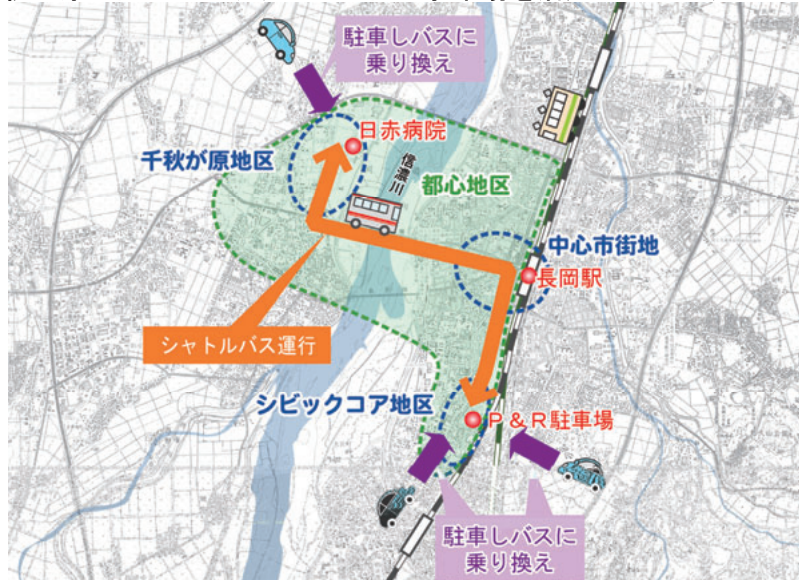 駐車しバスに
乗り換え
日赤病院
千秋が原地区
信濃川
都心地区
中心市街地
長岡駅
シャトルバス運行
シビックコア地区
P＆R駐車場
駐車しバスに
乗り換え